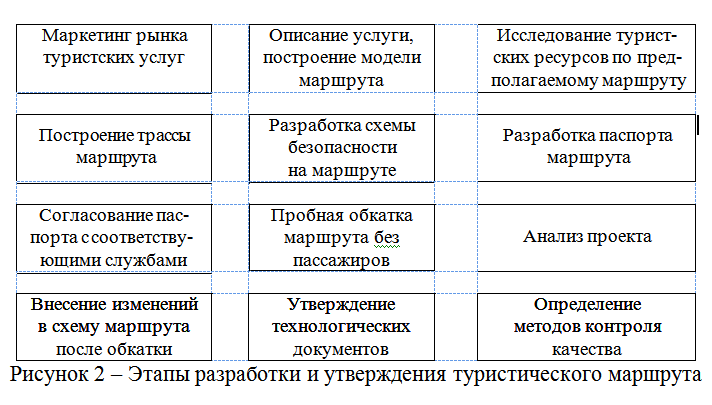 Маркетинг рынка
туристских услуг
Описание услуги,
построение модели
маршрута
Исследование турист-
ских ресурсов по пред-
полагаемому маршруту
Построение трассы
маршрута
Разработка схемы
безопасности
на маршруте
Разработка паспорта
маршрута
Согласование пас-
порта с соответству-
ющими службами
Пробная обкатка
маршрута без
пассажиров
Анализ проекта
Внесение изменений
в схему маршрута
после обкатки
Утверждение
технологических
документов
Определение
методов контроля
качества
Рисунок 2 – Этапы разработки и утверждения туристического маршрута